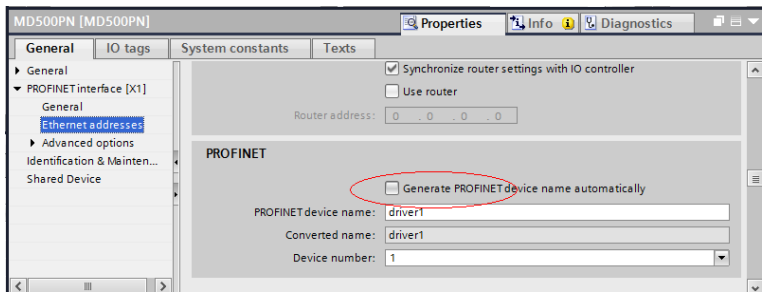 MD500PN [MD500PN]
Properties
Info
Diagnostics
General
IO tags
System constants
Texts
General
PROFINET interface [X1]
General
Ethernet addresses
Advanced options
Identification & Mainten...
Shared Device
Synchronize router settings with IO controller
Use router
Router address: 0 . 0 . 0 . 0
PROFINET
Generate PROFINET device name automatically
PROFINET device name: driver1
Converted name: driver1
Device number: 1